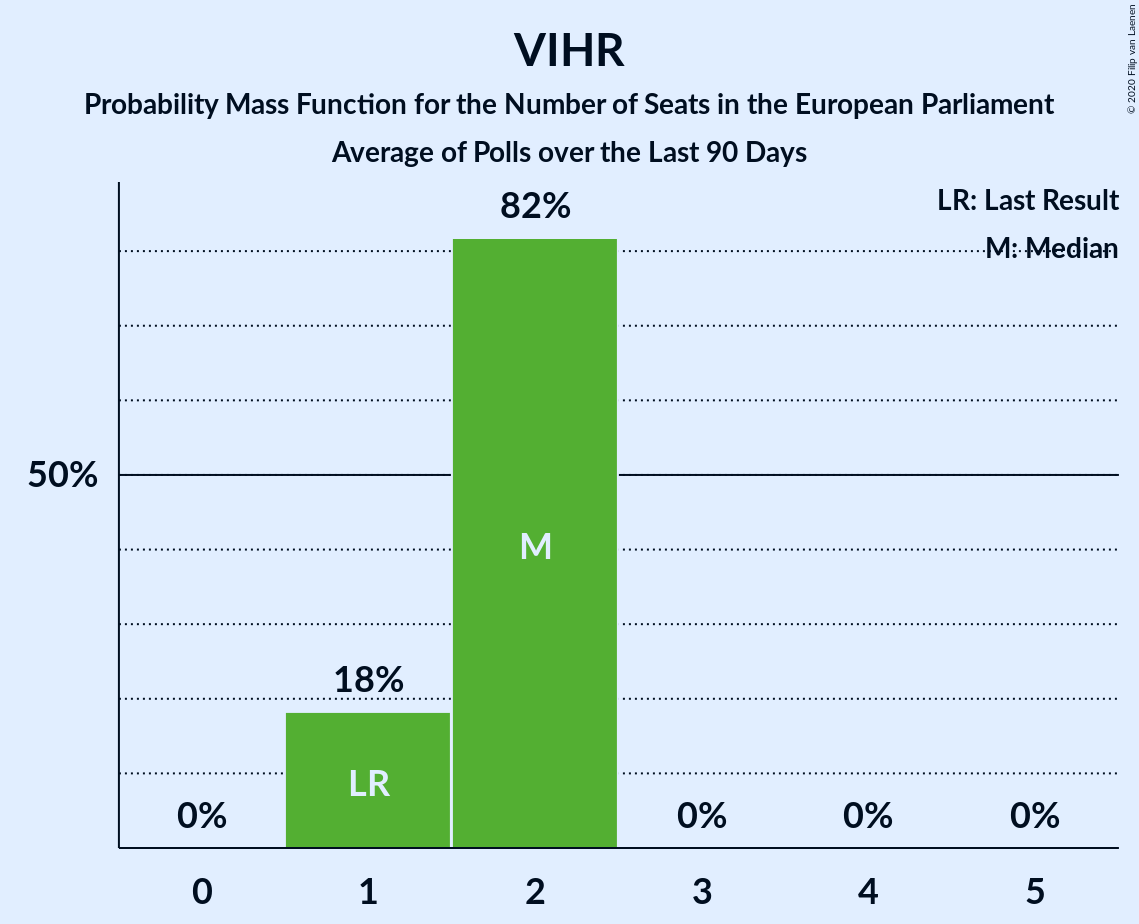 VIHR
Probability Mass Function for the Number of Seats in the European Parliament
Average of Polls over the Last 90 Days
© 2020 Filip van Laenen
LR: Last Result
M: Median
82%
50%
M
18%
LR
0%
0%
0%
0%
0 1 2 3 4 5